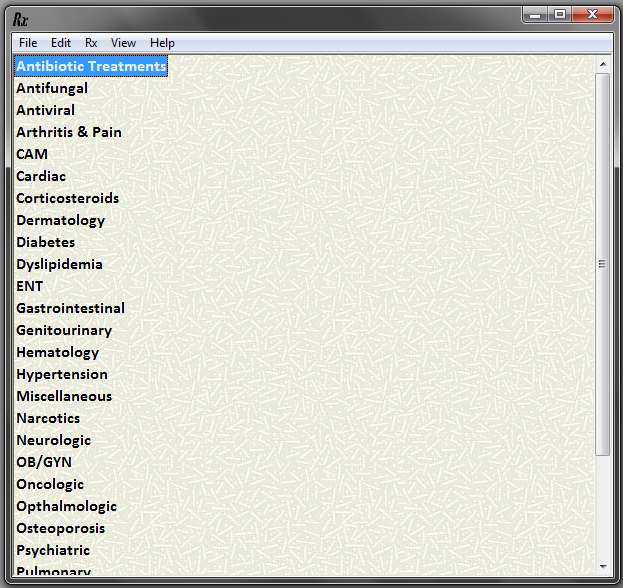 Rx
File Edit Rx View Help
Antibiotic Treatments
Antifungal
Antiviral
Arthritis & Pain
CAM
Cardiac
Corticosteroids
Dermatology
Diabetes
Dyslipidemia
ENT
Gastrointestinal
Genitourinary
Hematology
Hypertension
Miscellaneous
Narcotics
Neurologic
OB/GYN
Oncologic
Opthalmologic
Osteoporosis
Psychiatric
Pulmonary